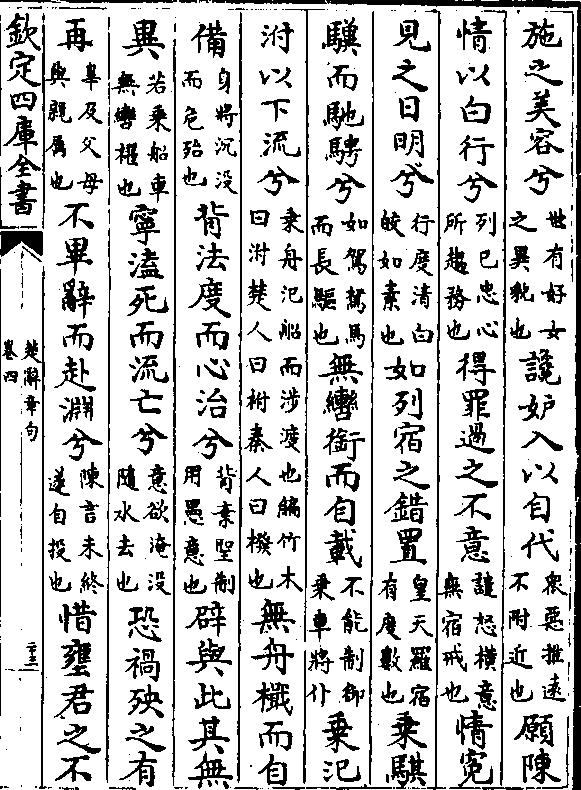 施之美容兮世有好女之異貌也讒妒入以自代衆惡推遠不附近也願陳
情以白行兮列己忠心所趨務也得罪過之不意譴怒橫意無宿戒也情寃
見之日明兮行度清白皎如素也如列宿之錯置皇天羅宿有度數也乗騏
驥而馳騁兮如駕駑馬而長驅也無轡銜而自載不能制御乗車將仆乗氾
泭以下流兮乗舟氾船而涉渡也編竹木曰泭楚人曰柎秦人曰橃也無舟檝而自
備身將沉没而危殆也背法度而心治兮背棄聖制用愚意也辟與此其無
異若乗船車無轡櫂也寧溘死而流亡兮意欲淹没隨水去也恐禍殃之有
再辠及父母與親屬也不畢辭而赴淵兮陳言未終遂自投也惜壅君之不
欽定四庫全書
楚辭章句
卷四
二十三